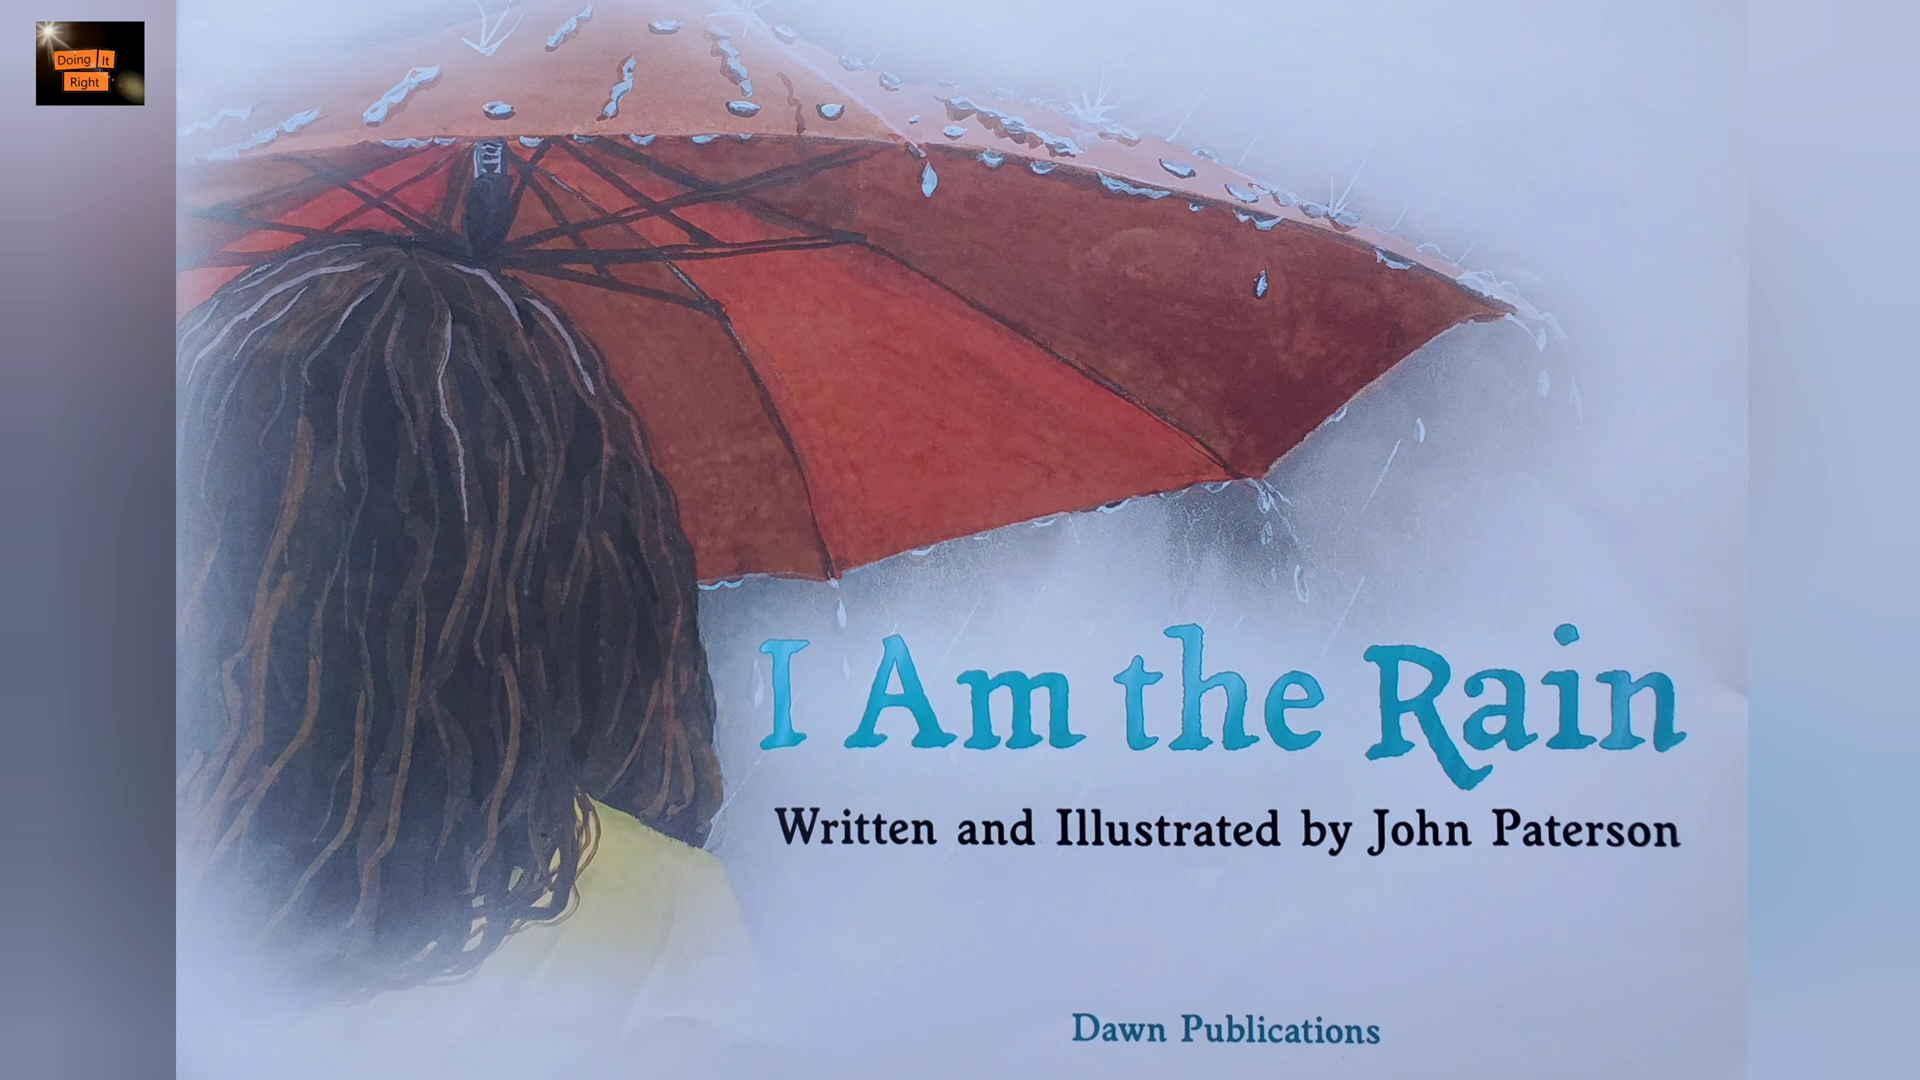 Doing It
Right
I Am the Rain
Written and Illustrated by John Paterson
Dawn Publications